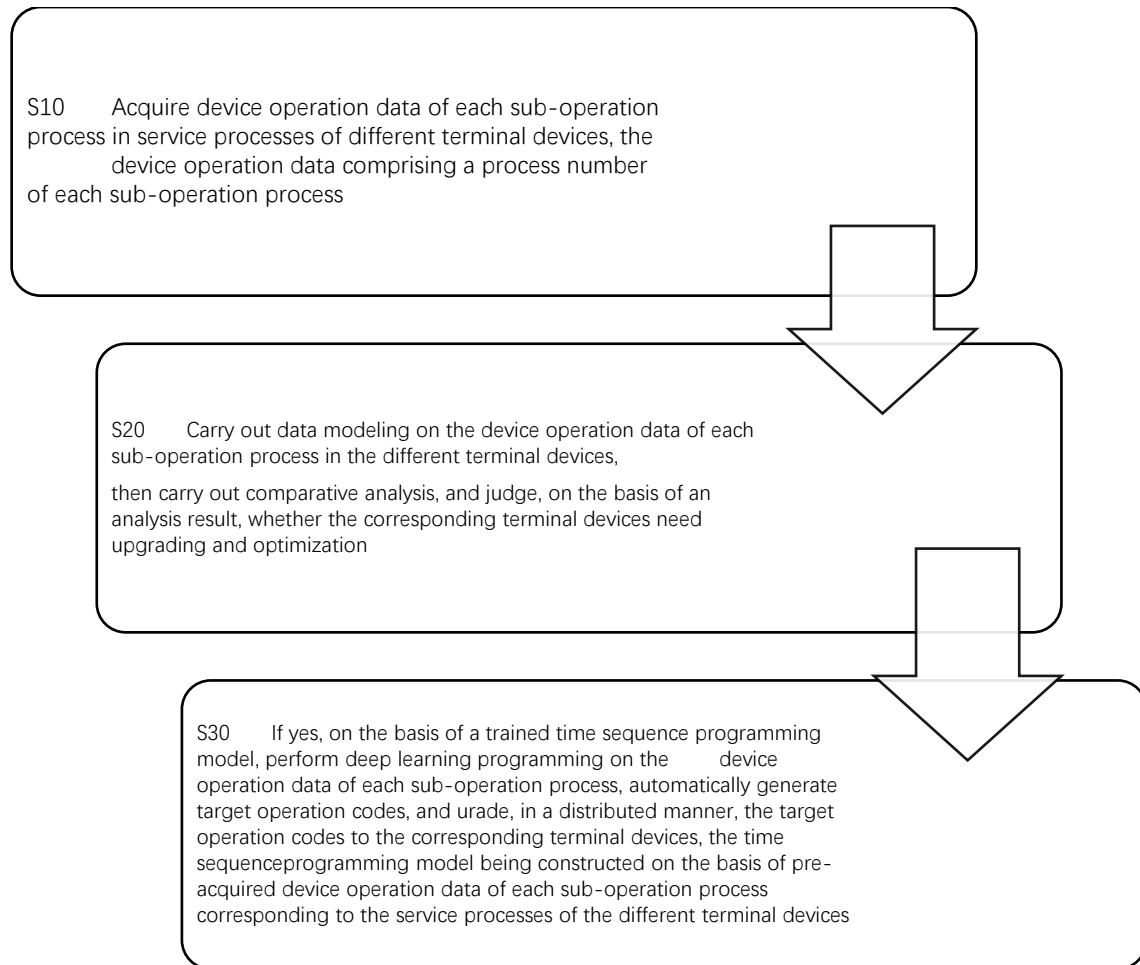 S10 Acquire device operation data of each sub-operation
process in service processes of different terminal devices, the
device operation data comprising a process number
of each sub-operation process
S20 Carry out data modeling on the device operation data of each
sub-operation process in the different terminal devices,
then carry out comparative analysis, and judge, on the basis of an
analysis result, whether the corresponding terminal devices need
upgrading and optimization
S30 If yes, on the basis of a trained time sequence programming
model, perform deep learning programming on the device
operation data of each sub-operation process, automatically generate
target operation codes, and urade, in a distributed manner, the target
operation codes to the corresponding terminal devices, the time
sequenceprogramming model being constructed on the basis of pre-
acquired device operation data of each sub-operation process
corresponding to the service processes of the different terminal devices